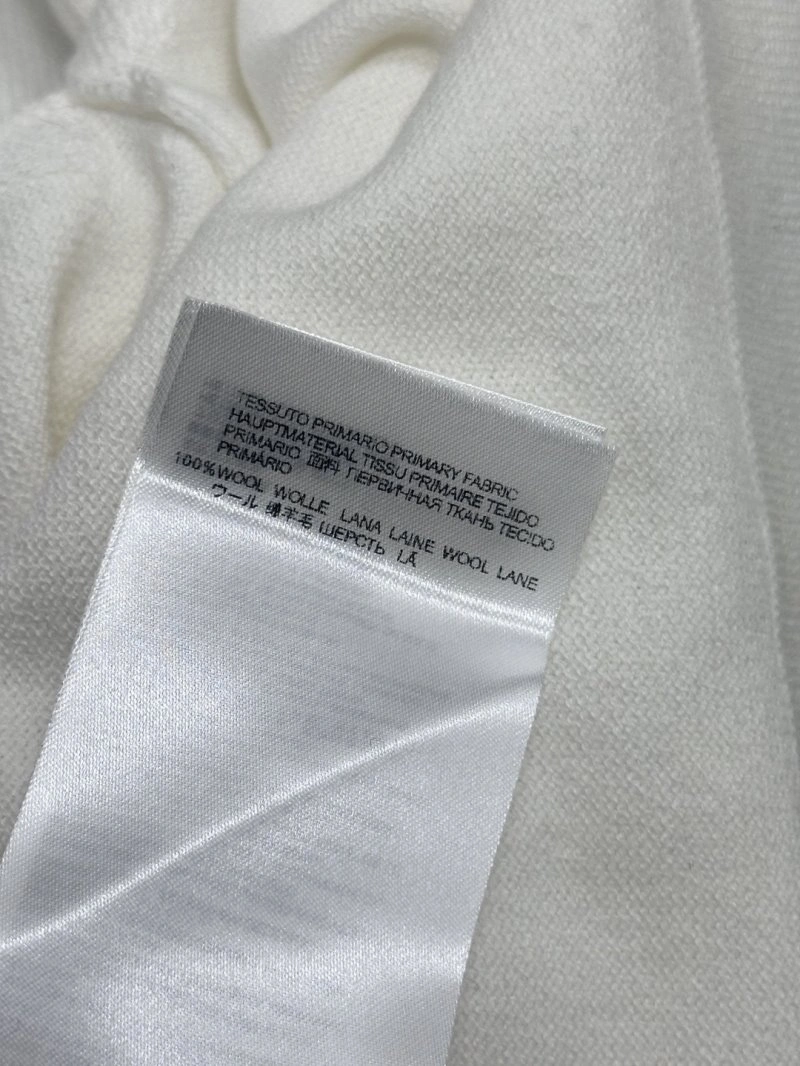 TESSUTO PRIMARIO PRIMARY FABRIC
HAUPTMATERIAL TISSU PRIMAIRE TEJIDO
PRIMARIO 面料 ПЕРВИЧНАЯ ТКАНЬ TECIDO
PRIMÁRIO
100%WOOL WOLLE LANA LAINE WOOL LANE
ウール 绵羊毛 ШЕРСТЬ LÃ